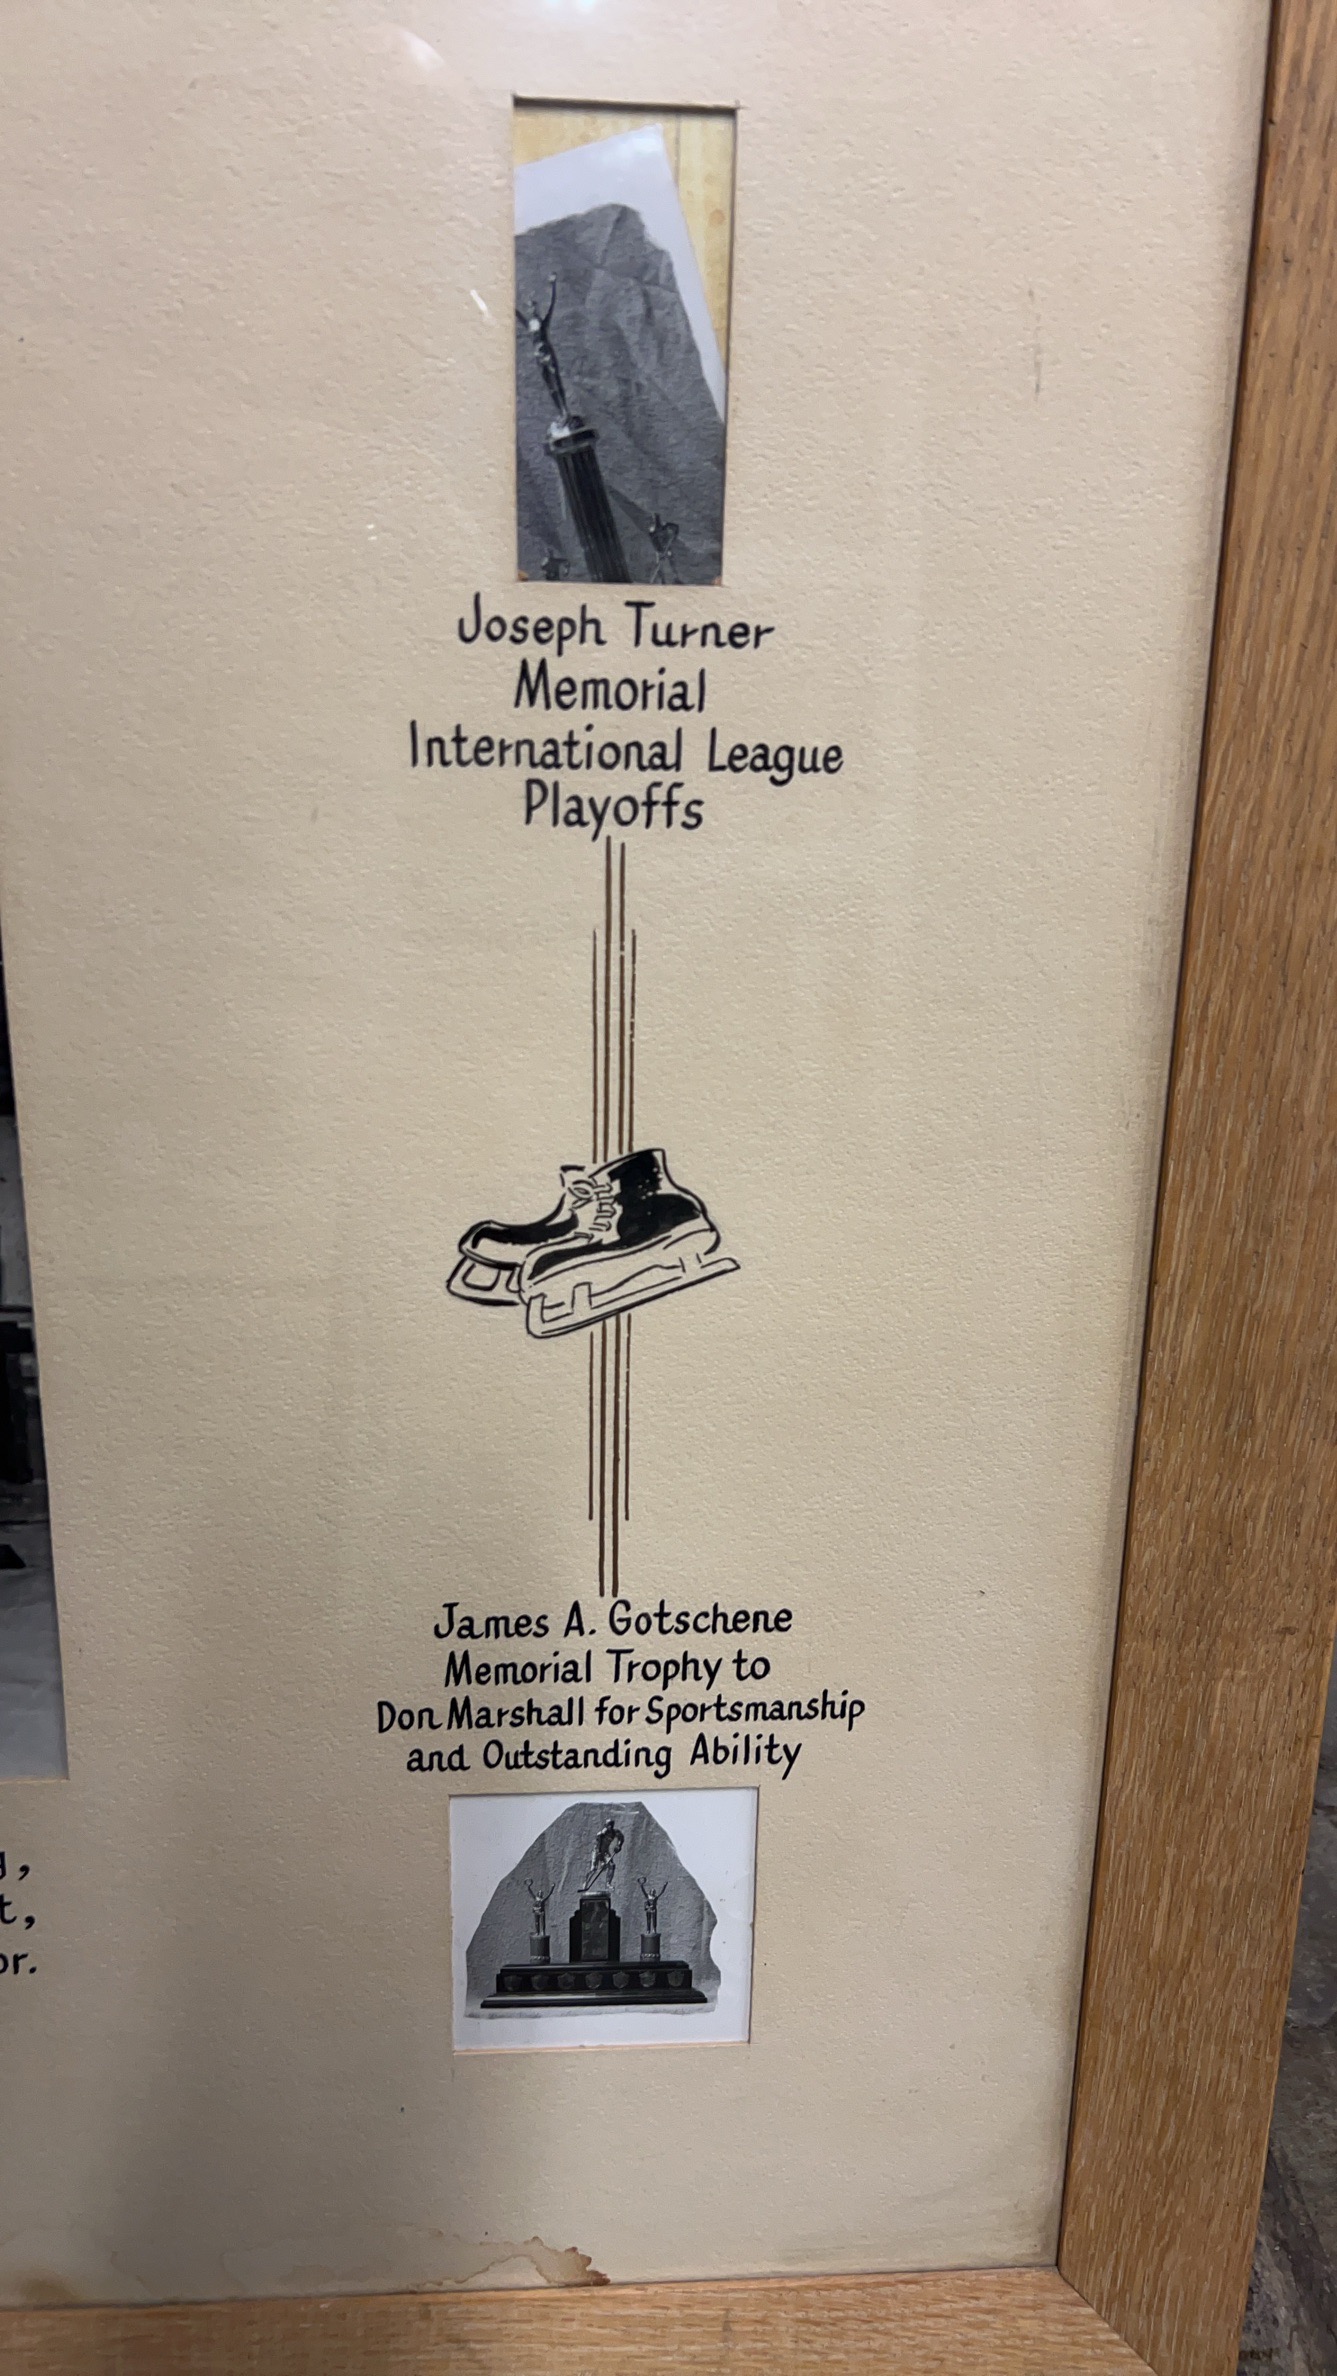 Joseph Turner
Memorial
International League
Playoffs
James A. Gotschene
Memorial Trophy to
Don Marshall for Sportsmanship
and Outstanding Ability